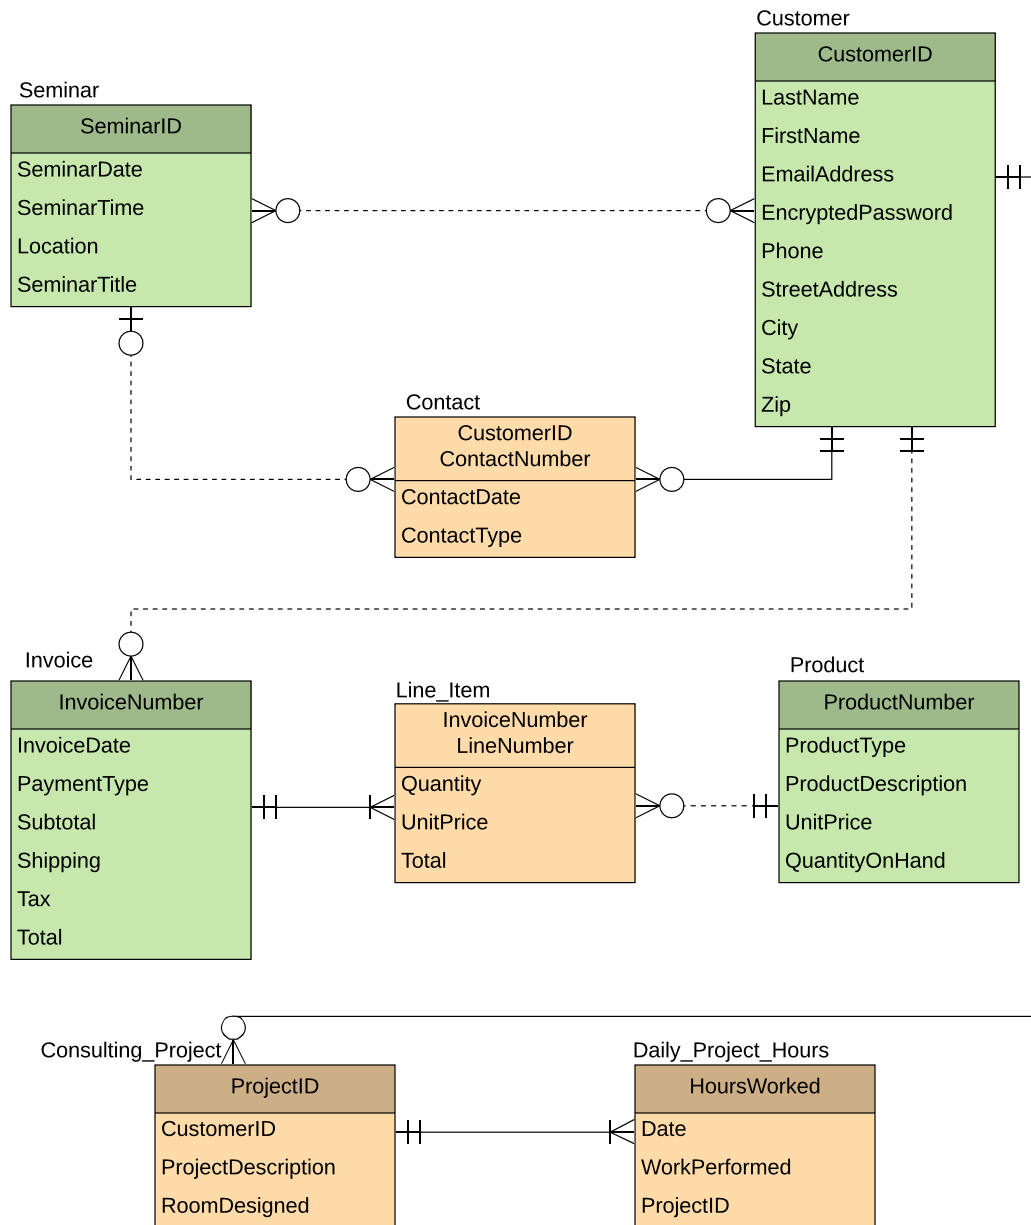 Customer
CustomerID
LastName
FirstName
EmailAddress
EncryptedPassword
Phone
StreetAddress
City
State
Zip
Seminar
SeminarID
SeminarDate
SeminarTime
Location
SeminarTitle
Contact
CustomerID
ContactNumber
ContactDate
ContactType
Invoice
InvoiceNumber
InvoiceDate
PaymentType
Subtotal
Shipping
Tax
Total
Line_Item
InvoiceNumber
LineNumber
Quantity
UnitPrice
Total
Product
ProductNumber
ProductType
ProductDescription
UnitPrice
QuantityOnHand
Consulting_Project
ProjectID
CustomerID
ProjectDescription
RoomDesigned
Daily_Project_Hours
HoursWorked
Date
WorkPerformed
ProjectID